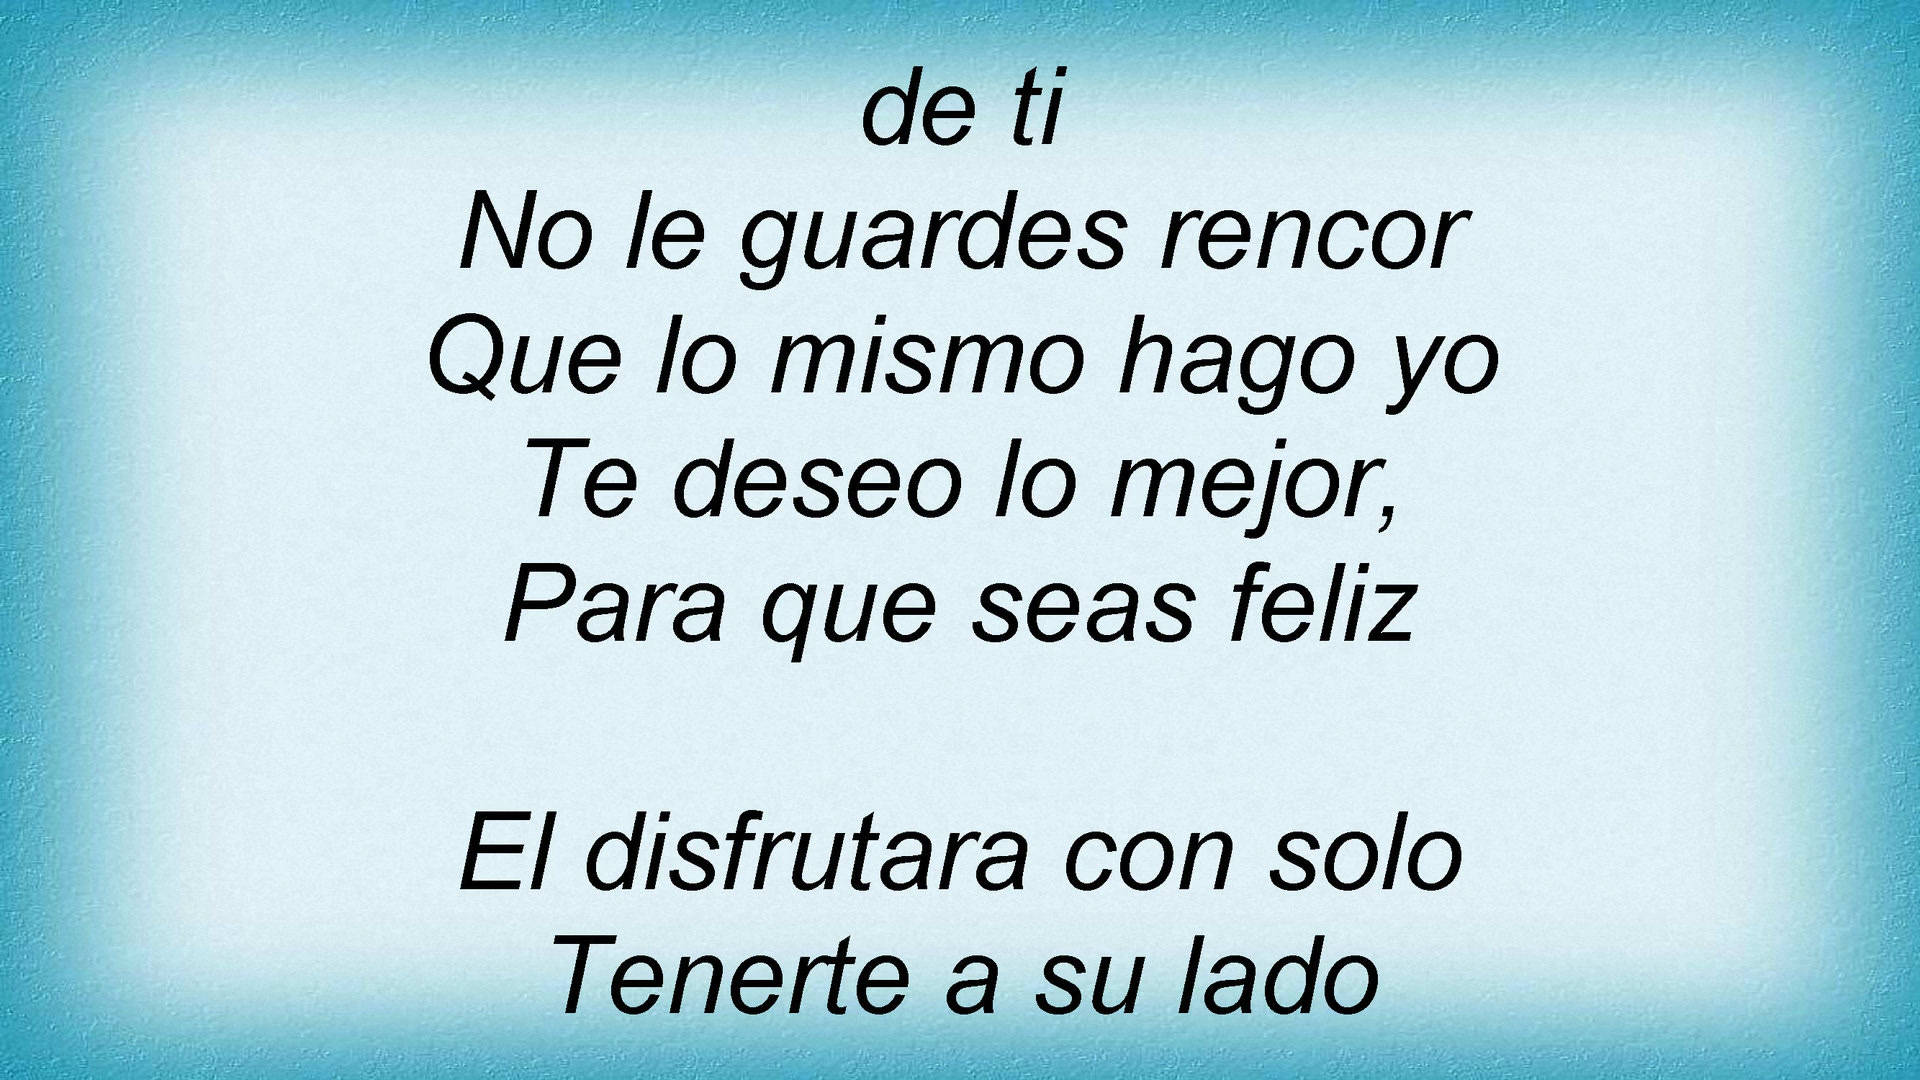 de ti
No le guardes rencor
Que lo mismo hago yo
Te deseo lo mejor,
Para que seas feliz
El disfrutara con solo
Tenerte a su lado